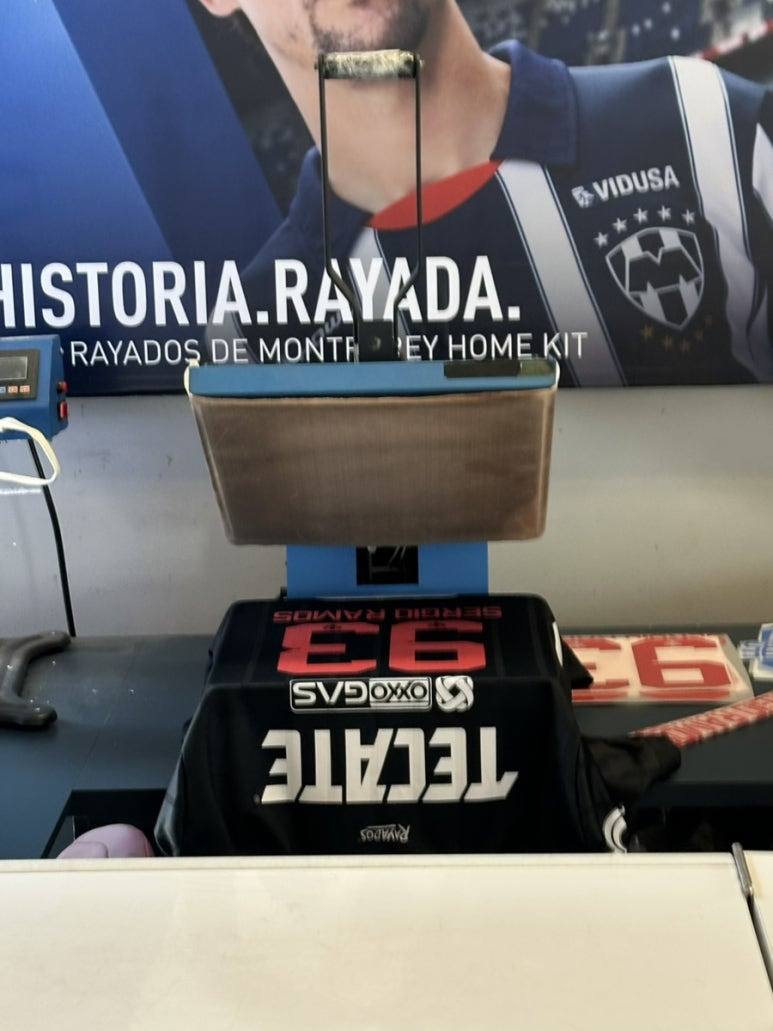 VIDUSA
HISTORIA.RAYADA.
RAYADOS DE MONTERREY HOME KIT
SERGIO RAMOS
93
93
OXXO GAS
TECATE
RAYADOS